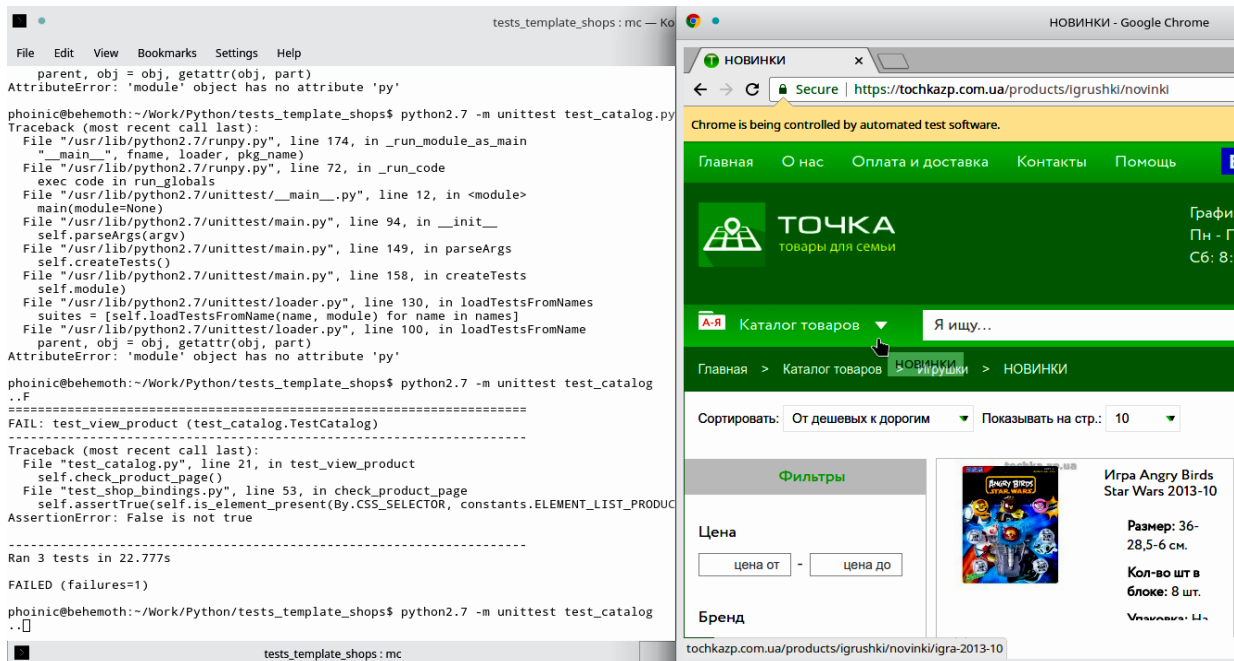 tests_template_shops : mc — Ko
File Edit View Bookmarks Settings Help
parent, obj = obj, getattr(obj, part)
AttributeError: 'module' object has no attribute 'py'
phoinic@behemoth:~/Work/Python/tests_template_shops$ python2.7 -m unittest test_catalog.py
Traceback (most recent call last):
File "/usr/lib/python2.7/runpy.py", line 174, in _run_module_as_main
"__main__", fname, loader, pkg_name)
File "/usr/lib/python2.7/runpy.py", line 72, in _run_code
exec code in run_globals
File "/usr/lib/python2.7/unittest/__main__.py", line 12, in <module>
main(module=None)
File "/usr/lib/python2.7/unittest/main.py", line 94, in __init__
self.parseArgs(argv)
File "/usr/lib/python2.7/unittest/main.py", line 149, in parseArgs
self.createTests()
File "/usr/lib/python2.7/unittest/main.py", line 158, in createTests
self.module)
File "/usr/lib/python2.7/unittest/loader.py", line 130, in loadTestsFromNames
suites = [self.loadTestsFromName(name, module) for name in names]
File "/usr/lib/python2.7/unittest/loader.py", line 100, in loadTestsFromName
parent, obj = obj, getattr(obj, part)
AttributeError: 'module' object has no attribute 'py'
phoinic@behemoth:~/Work/Python/tests_template_shops$ python2.7 -m unittest test_catalog
..F
======================================================================
FAIL: test_view_product (test_catalog.TestCatalog)
----------------------------------------------------------------------
Traceback (most recent call last):
File "test_catalog.py", line 21, in test_view_product
self.check_product_page()
File "test_shop_bindings.py", line 53, in check_product_page
self.assertTrue(self.is_element_present(By.CSS_SELECTOR, constants.ELEMENT_LIST_PRODUC
AssertionError: False is not true
----------------------------------------------------------------------
Ran 3 tests in 22.777s
FAILED (failures=1)
phoinic@behemoth:~/Work/Python/tests_template_shops$ python2.7 -m unittest test_catalog
..
tests_template_shops : mc
НОВИНКИ - Google Chrome
НОВИНКИ
Secure | https://tochkazp.com.ua/products/igrushki/novinki
Chrome is being controlled by automated test software.
Главная О нас Оплата и доставка Контакты Помощь
ТОЧКА
товары для семьи
Графи
Пн - П
Сб: 8:
А-Я Каталог товаров Я ищу...
Главная > Каталог товаров > Игрушки > НОВИНКИ
НОВИНКИ
Сортировать: От дешевых к дорогим Показывать на стр.: 10
Фильтры
Цена
цена от - цена до
Бренд
ANGRY BIRDS
STAR WARS
Игра Angry Birds
Star Wars 2013-10
Размер: 36-
28,5-6 см.
Кол-во шт в
блоке: 8 шт.
Упаковка: На
tochkazp.com.ua/products/igrushki/novinki/igra-2013-10